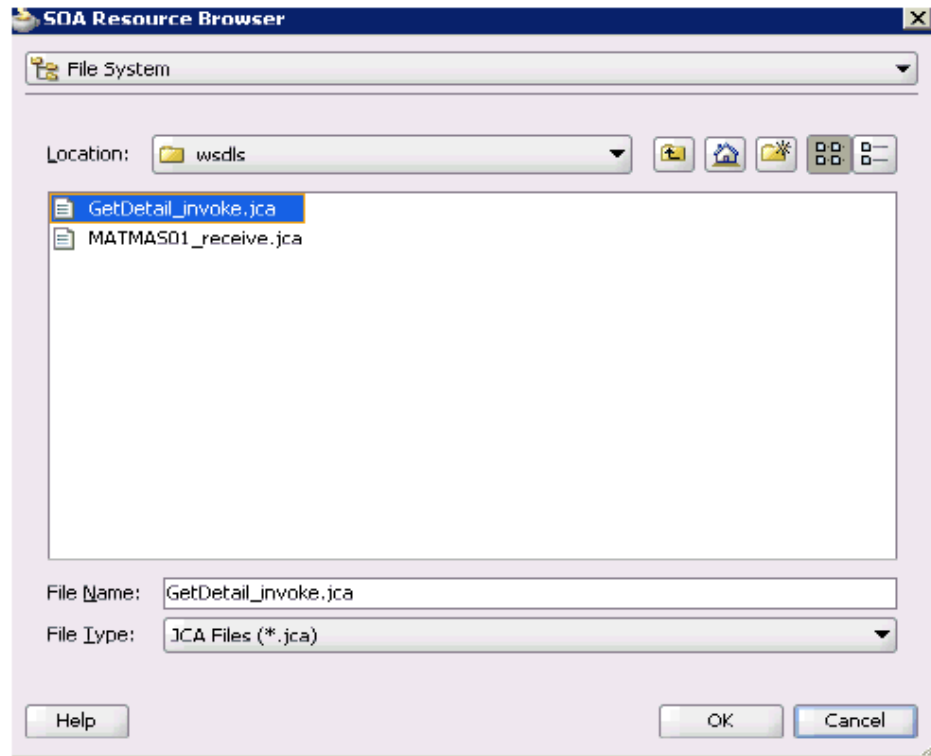 SOA Resource Browser
File System
Location: wsdls
GetDetail_invoke.jca
MATMAS01_receive.jca
File Name: GetDetail_invoke.jca
File Type: JCA Files (*.jca)
Help OK Cancel